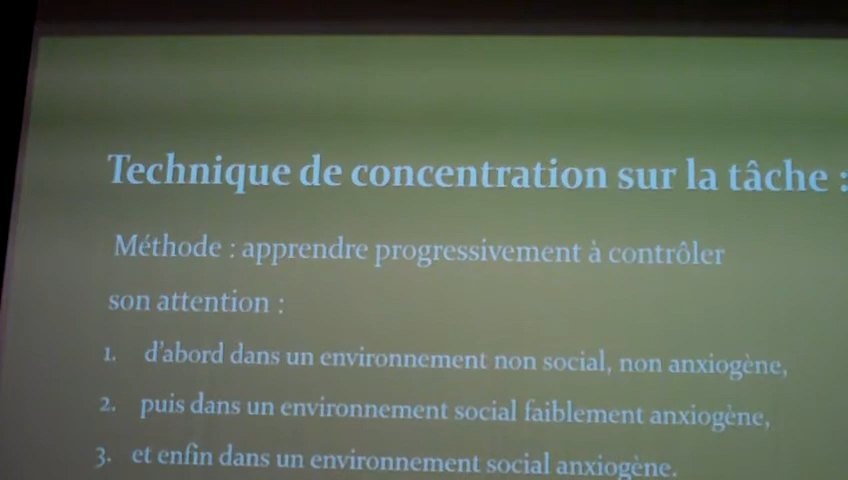 Technique de concentration sur la tâche :
Méthode : apprendre progressivement à contrôler
son attention :
1. d'abord dans un environnement non social, non anxiogène,
2. puis dans un environnement social faiblement anxiogène,
3. et enfin dans un environnement social anxiogène.